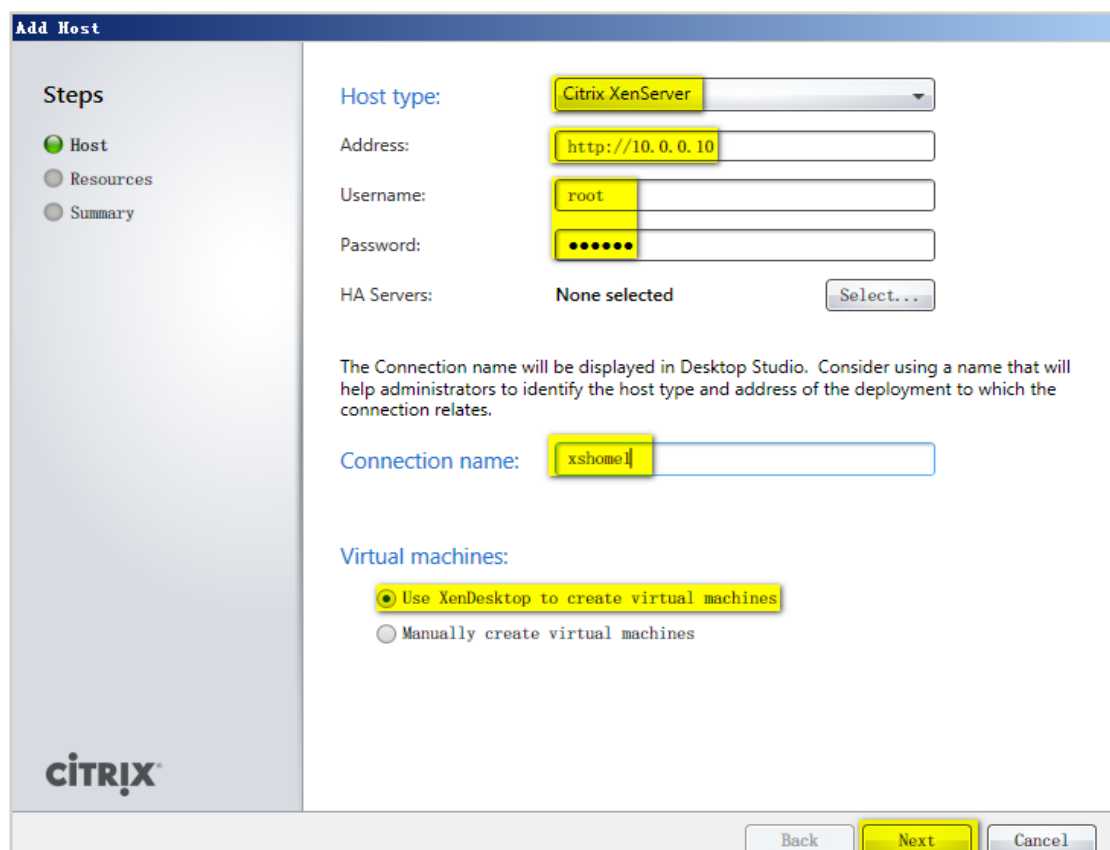 Add Host
Steps
Host
Resources
Summary
Host type:
Citrix XenServer
Address:
http://10.0.0.10
Username:
root
Password:
●●●●●●
HA Servers:
None selected
Select...
The Connection name will be displayed in Desktop Studio. Consider using a name that will
help administrators to identify the host type and address of the deployment to which the
connection relates.
Connection name:
xshome1
Virtual machines:
Use XenDesktop to create virtual machines
Manually create virtual machines
CITRIX
Back
Next
Cancel